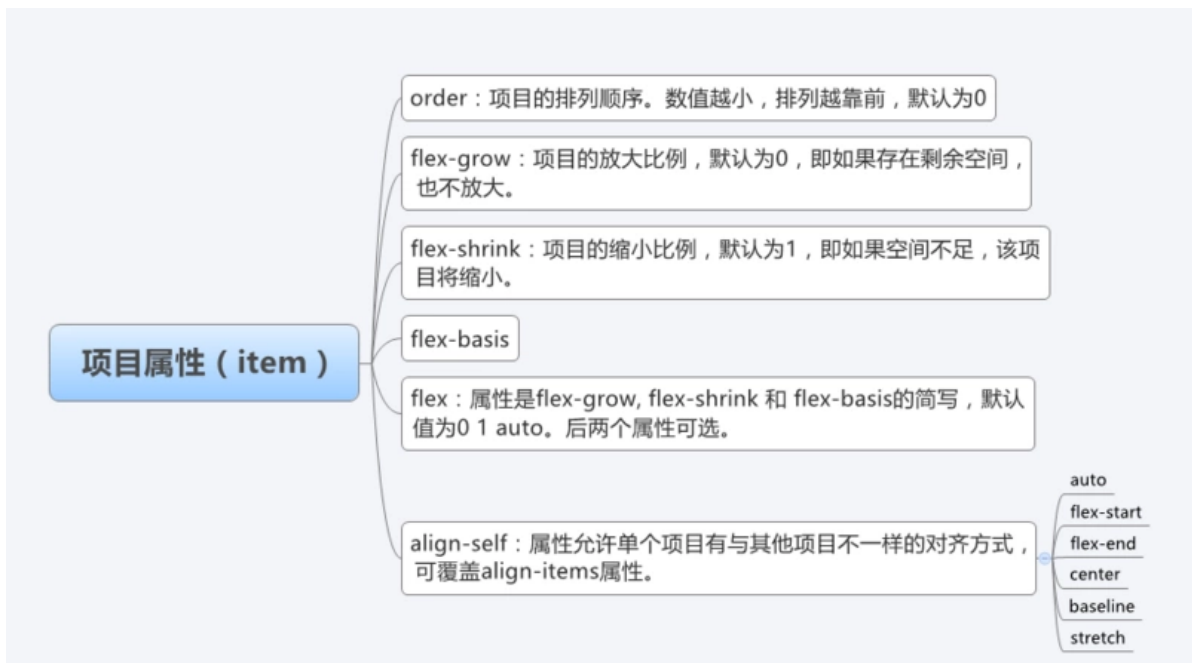 order：项目的排列顺序。数值越小，排列越靠前，默认为0
flex-grow：项目的放大比例，默认为0，即如果存在剩余空间，
也不放大。
flex-shrink：项目的缩小比例，默认为1，即如果空间不足，该项
目将缩小。
项目属性（item）
flex-basis
flex：属性是flex-grow, flex-shrink 和 flex-basis的简写，默认
值为0 1 auto。后两个属性可选。
align-self：属性允许单个项目有与其他项目不一样的对齐方式，
可覆盖align-items属性。
auto
flex-start
flex-end
center
baseline
stretch